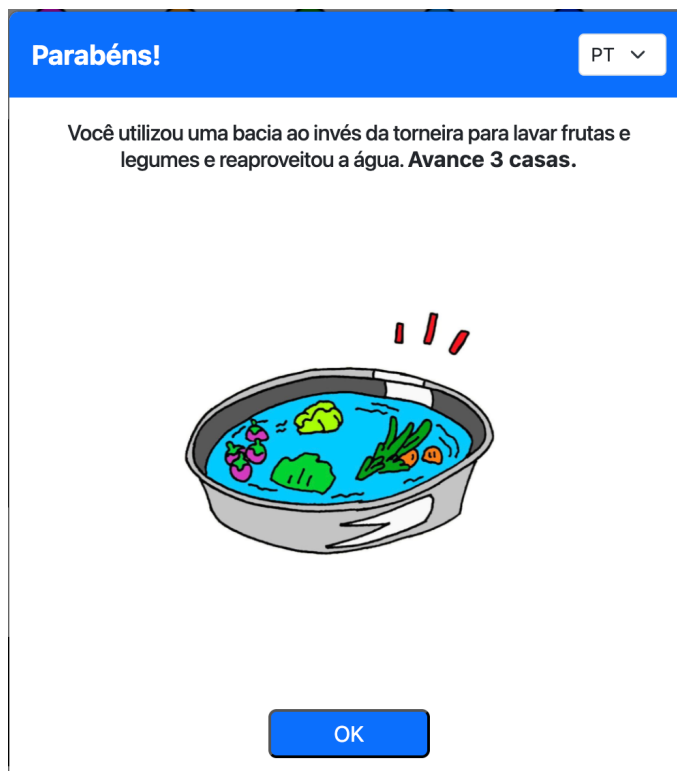 Parabéns!
PT
Você utilizou uma bacia ao invés da torneira para lavar frutas e
legumes e reaproveitou a água. Avance 3 casas.
OK